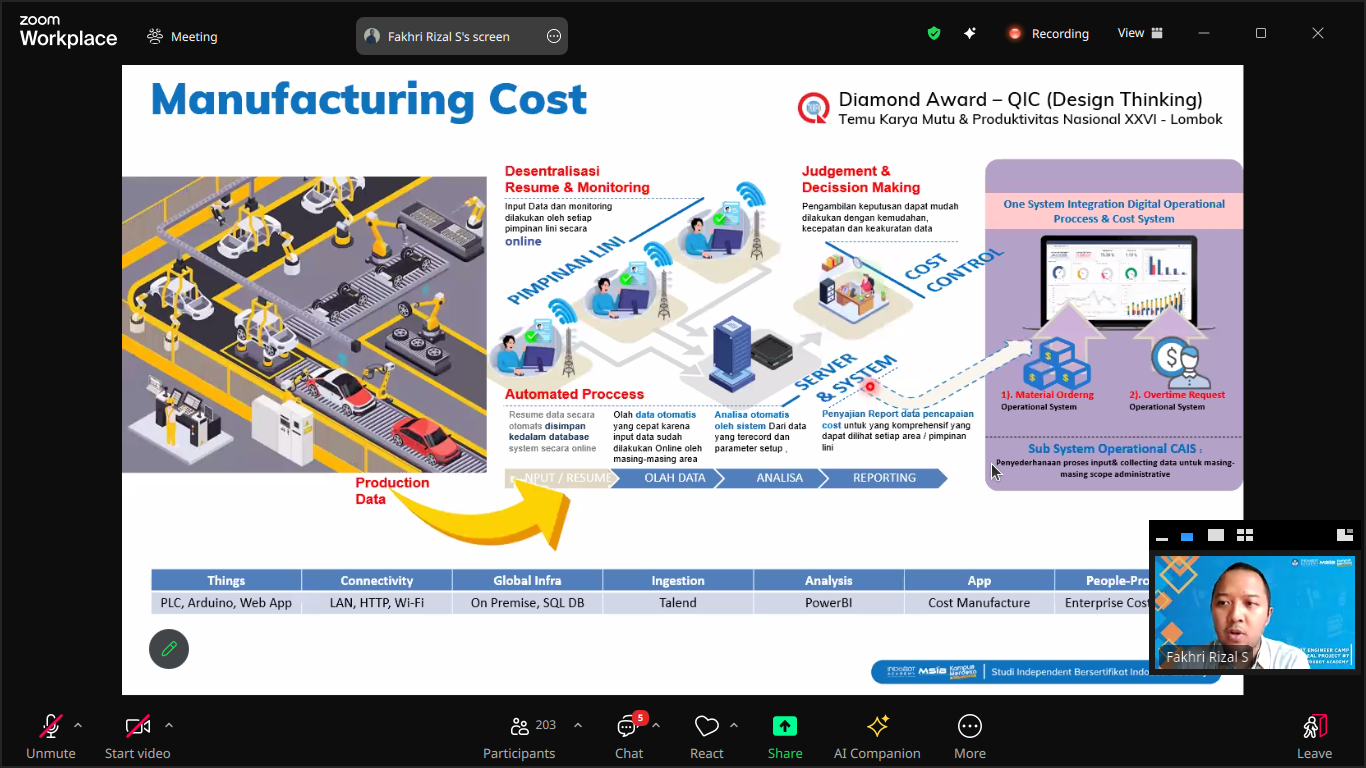 zoom
Workplace
Meeting
Fakhri Rizal S's screen
Recording
View
Manufacturing Cost
Diamond Award – QIC (Design Thinking)
Temu Karya Mutu & Produktivitas Nasional XXVI - Lombok
Desentralisasi
Resume & Monitoring
Input Data dan monitoring
dilakukan oleh setiap
pimpinan lini secara
online
PIMPINAN LINI
Judgement &
Decission Making
Pengambilan keputusan dapat mudah
dilakukan dengan kemudahan,
kecepatan dan keakuratan data
COST
CONTROL
SERVER
& SYSTEM
One System Integration Digital Operational
Proccess & Cost System
1). Material Orderng
Operational System
2). Overtime Request
Operational System
Sub System Operational CAIS :
Penyederhanaan proses input& collecting data untuk masing-
masing scope administrative
Automated Proccess
Resume data secara
otomats disimpan
kedalam database
system secara online
Olah data otomatis
yang cepat karena
input data sudah
dilakukan Online oleh
masing-masing area
Analisa otomatis
oleh sistem Dari data
yang terecord dan
parameter setup ,
Penyajian Report data pencapaian
cost untuk yang komprehensif yang
dapat dilihat setiap area / pimpinan
lini
NPUT / RESUME
OLAH DATA
ANALISA
REPORTING
Production
Data
Things
Connectivity
Global Infra
Ingestion
Analysis
App
People-Pro
PLC, Arduino, Web App
LAN, HTTP, Wi-Fi
On Premise, SQL DB
Talend
PowerBI
Cost Manufacture
Enterprise Cost
INDOBOT
ACADEMY
MSIB
Kampus
Merdeka
Studi Independen Bersertifikat Indo
Fakhri Rizal S
Unmute
Start video
Participants
203
Chat
5
React
Share
AI Companion
More
Leave